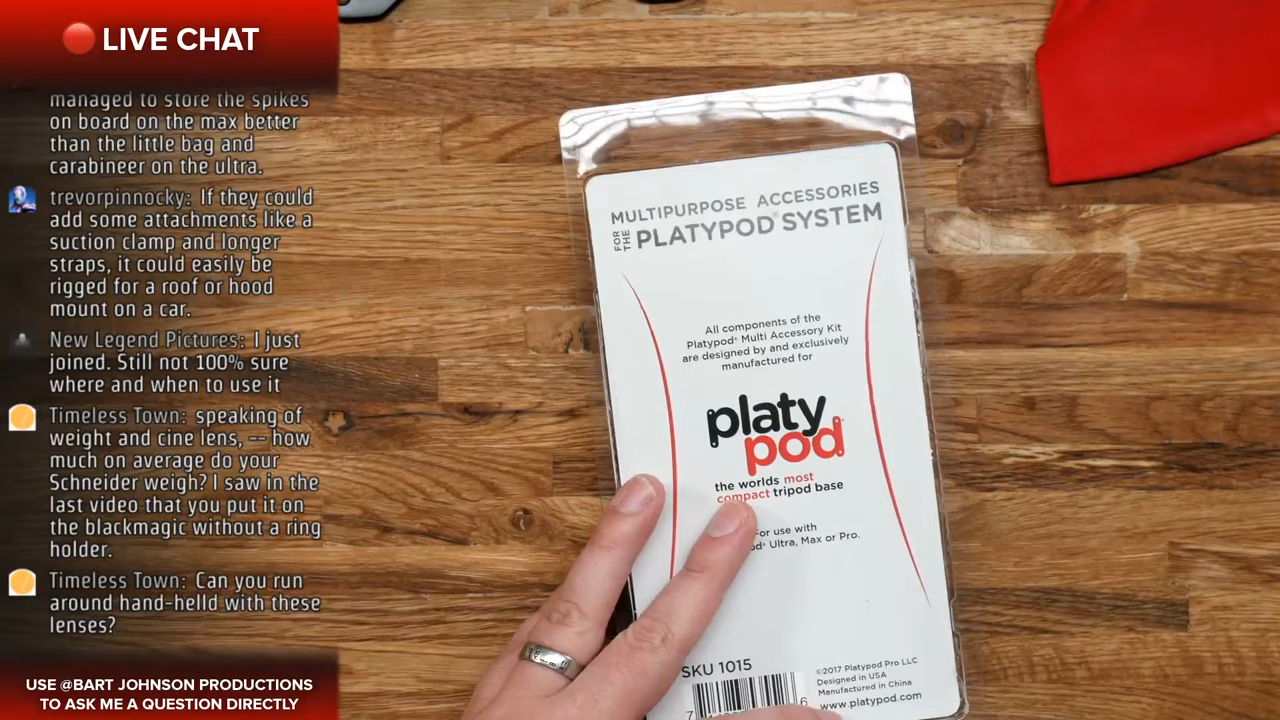 LIVE CHAT
managed to store the spikes
on board on the max better
than the little bag and
carabineer on the ultra.
trevorpinnocky: If they could
add some attachments like a
suction clamp and longer
straps, it could easily be
rigged for a roof or hood
mount on a car.
New Legend Pictures: I just
joined. Still not 100% sure
where and when to use it
Timeless Town: speaking of
weight and cine lens, -- how
much on average do your
Schneider weigh? I saw in the
last video that you put it on
the blackmagic without a ring
holder.
Timeless Town: Can you run
around hand-helld with these
lenses?
USE @BART JOHNSON PRODUCTIONS
TO ASK ME A QUESTION DIRECTLY
MULTIPURPOSE ACCESSORIES
FOR THE PLATYPOD® SYSTEM
All components of the
Platypod® Multi Accessory Kit
are designed by and exclusively
manufactured for
platy
pod
the worlds most
compact tripod base
For use with
Ultra, Max or Pro.
SKU 1015
©2017 Platypod Pro LLC
Designed in USA
Manufactured in China
www.platypod.com
7
6